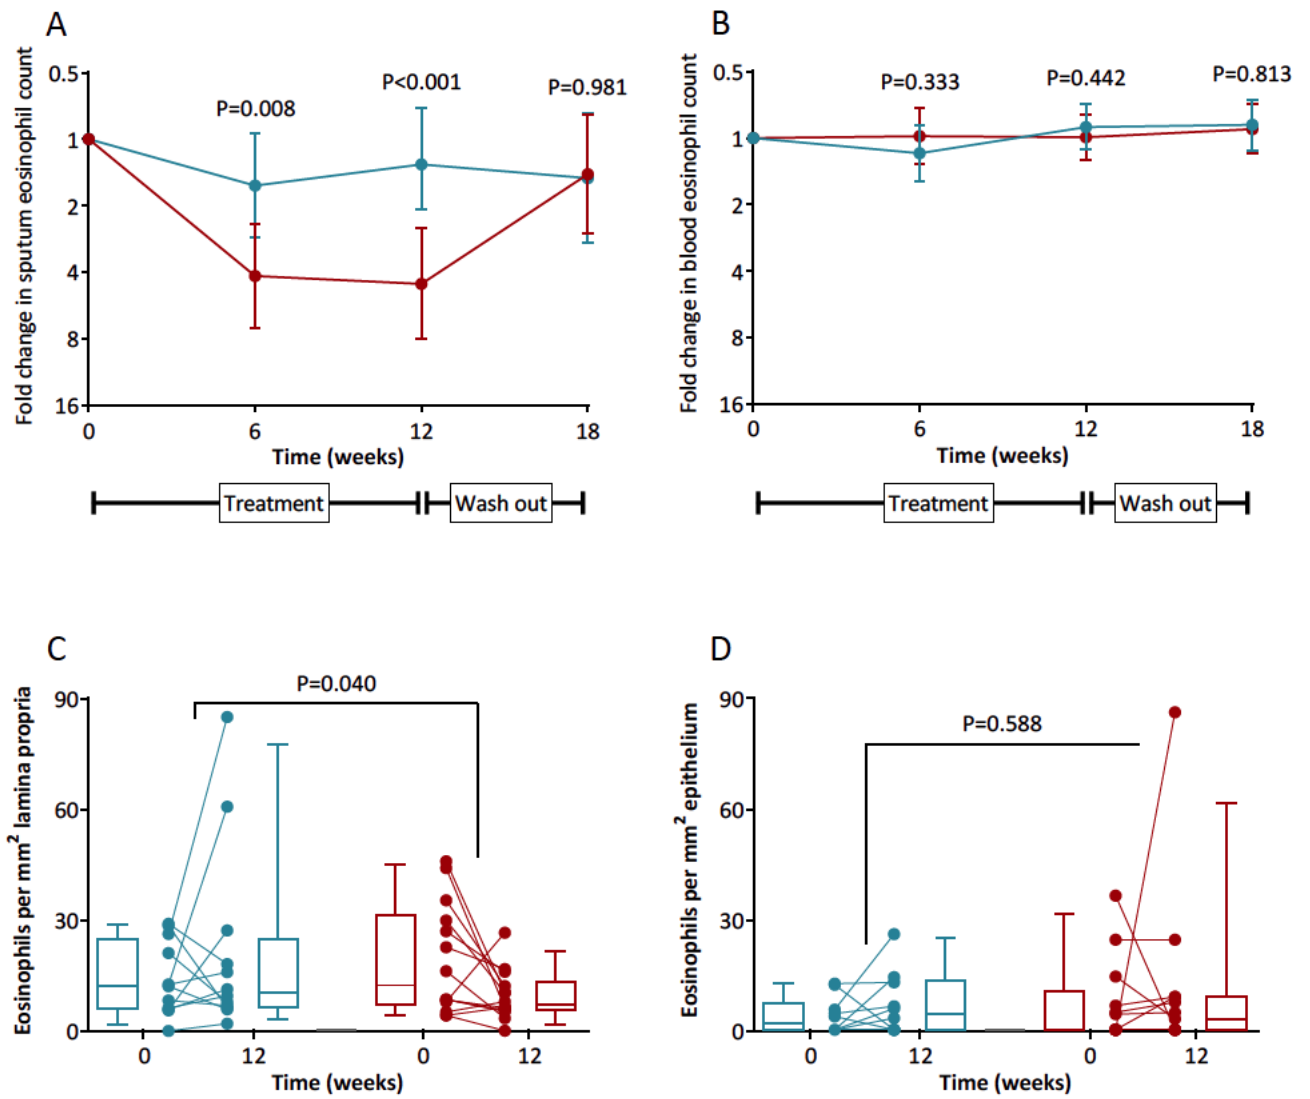 A
Fold change in sputum eosinophil count
0.5
1
2
4
8
16
P=0.008
P<0.001
P=0.981
0
6
12
18
Time (weeks)
Treatment
Wash out
B
Fold change in blood eosinophil count
0.5
1
2
4
8
16
P=0.333
P=0.442
P=0.813
0
6
12
18
Time (weeks)
Treatment
Wash out
C
Eosinophils per mm² lamina propria
90
60
30
0
P=0.040
0
12
0
12
Time (weeks)
D
Eosinophils per mm² epithelium
90
60
30
0
P=0.588
0
12
0
12
Time (weeks)